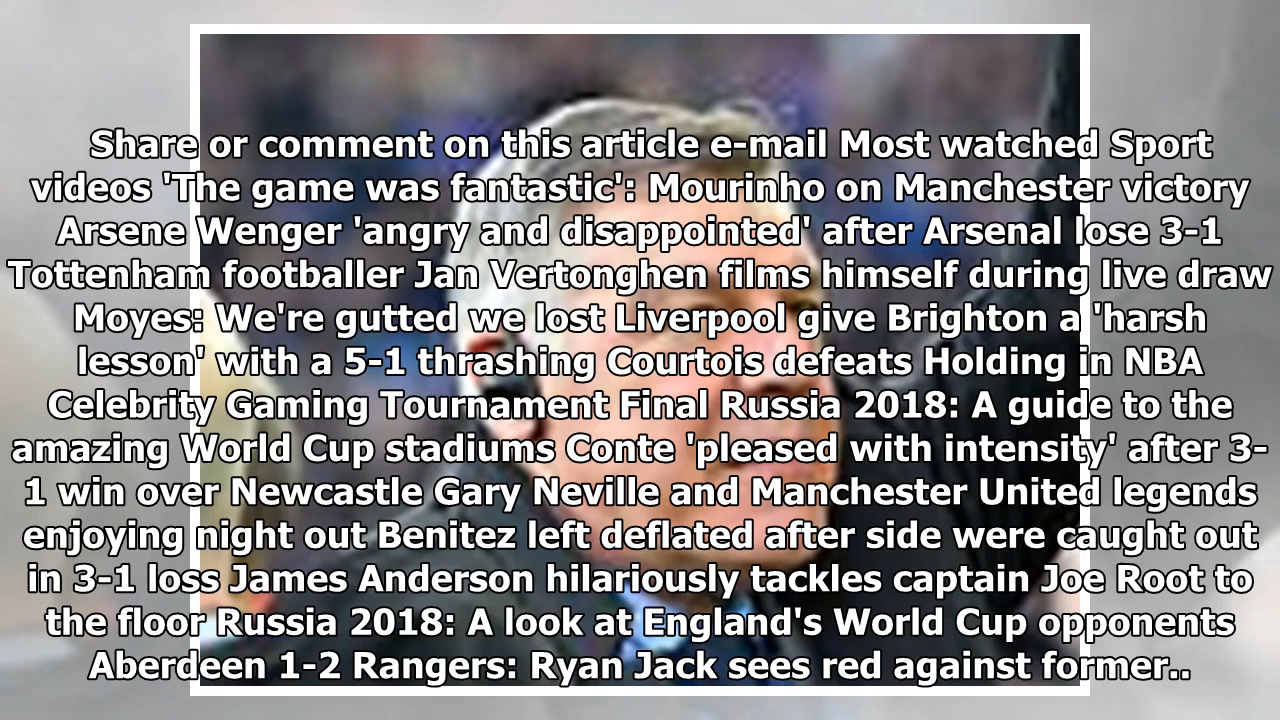 Share or comment on this article e-mail Most watched Sport
videos 'The game was fantastic': Mourinho on Manchester victory
Arsene Wenger 'angry and disappointed' after Arsenal lose 3-1
Tottenham footballer Jan Vertonghen films himself during live draw
Moyes: We're gutted we lost Liverpool give Brighton a 'harsh
lesson' with a 5-1 thrashing Courtois defeats Holding in NBA
Celebrity Gaming Tournament Final Russia 2018: A guide to the
amazing World Cup stadiums Conte 'pleased with intensity' after 3-
1 win over Newcastle Gary Neville and Manchester United legends
enjoying night out Benitez left deflated after side were caught out
in 3-1 loss James Anderson hilariously tackles captain Joe Root to
the floor Russia 2018: A look at England's World Cup opponents
Aberdeen 1-2 Rangers: Ryan Jack sees red against former..